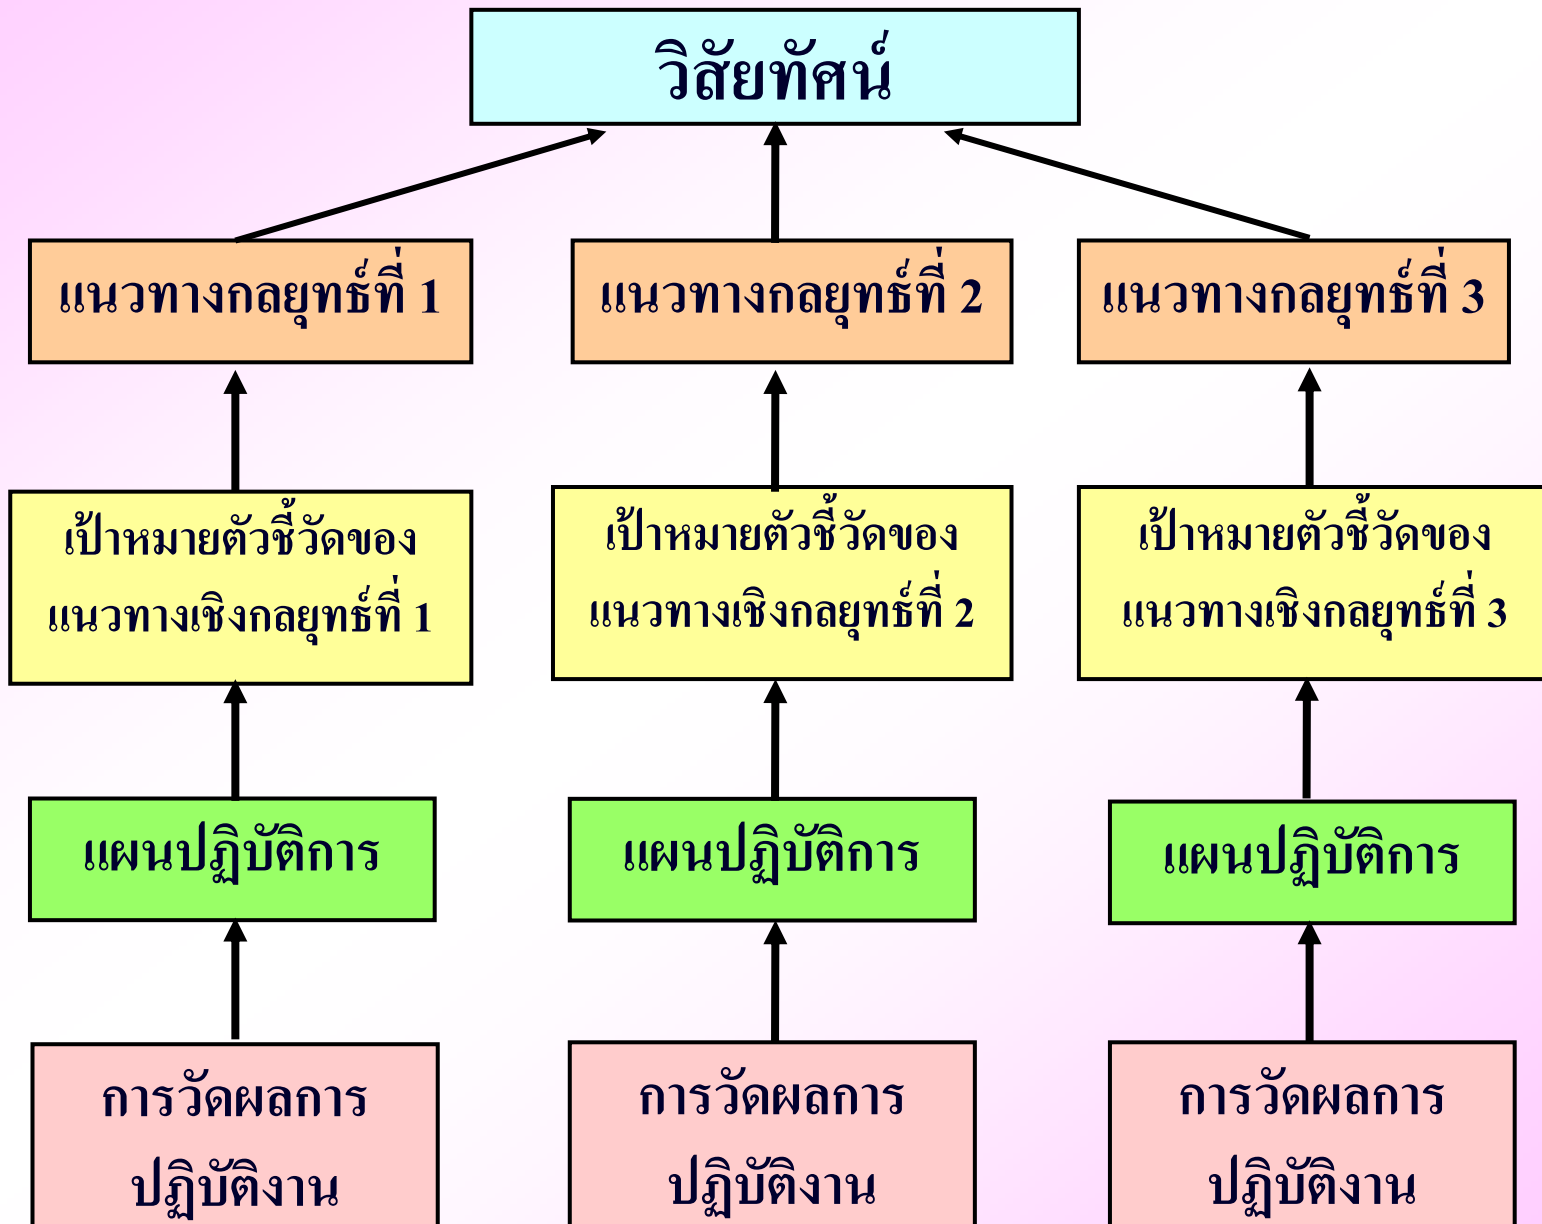 วิสัยทัศน์
แนวทางกลยุทธ์ที่ 1
แนวทางกลยุทธ์ที่ 2
แนวทางกลยุทธ์ที่ 3
เป้าหมายตัวชี้วัดของ
แนวทางเชิงกลยุทธ์ที่ 1
เป้าหมายตัวชี้วัดของ
แนวทางเชิงกลยุทธ์ที่ 2
เป้าหมายตัวชี้วัดของ
แนวทางเชิงกลยุทธ์ที่ 3
แผนปฏิบัติการ
แผนปฏิบัติการ
แผนปฏิบัติการ
การวัดผลการ
ปฏิบัติงาน
การวัดผลการ
ปฏิบัติงาน
การวัดผลการ
ปฏิบัติงาน